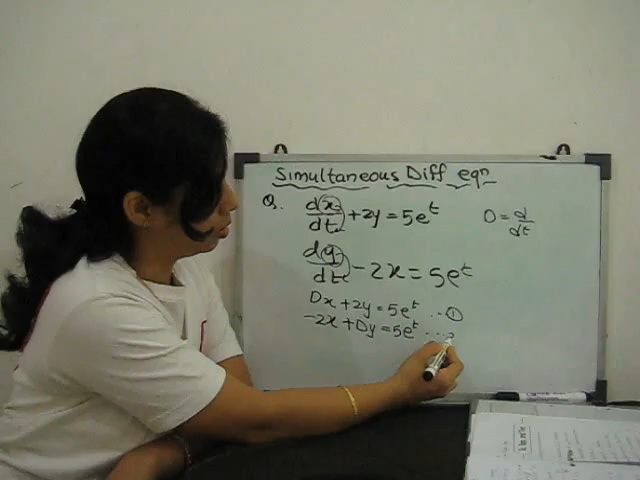 Simultaneous Diff eqn
Q. dx/dt + 2y = 5e^t
D = d/dt
dy/dt - 2x = 5e^t
Dx + 2y = 5e^t ...①
-2x + Dy = 5e^t ...2